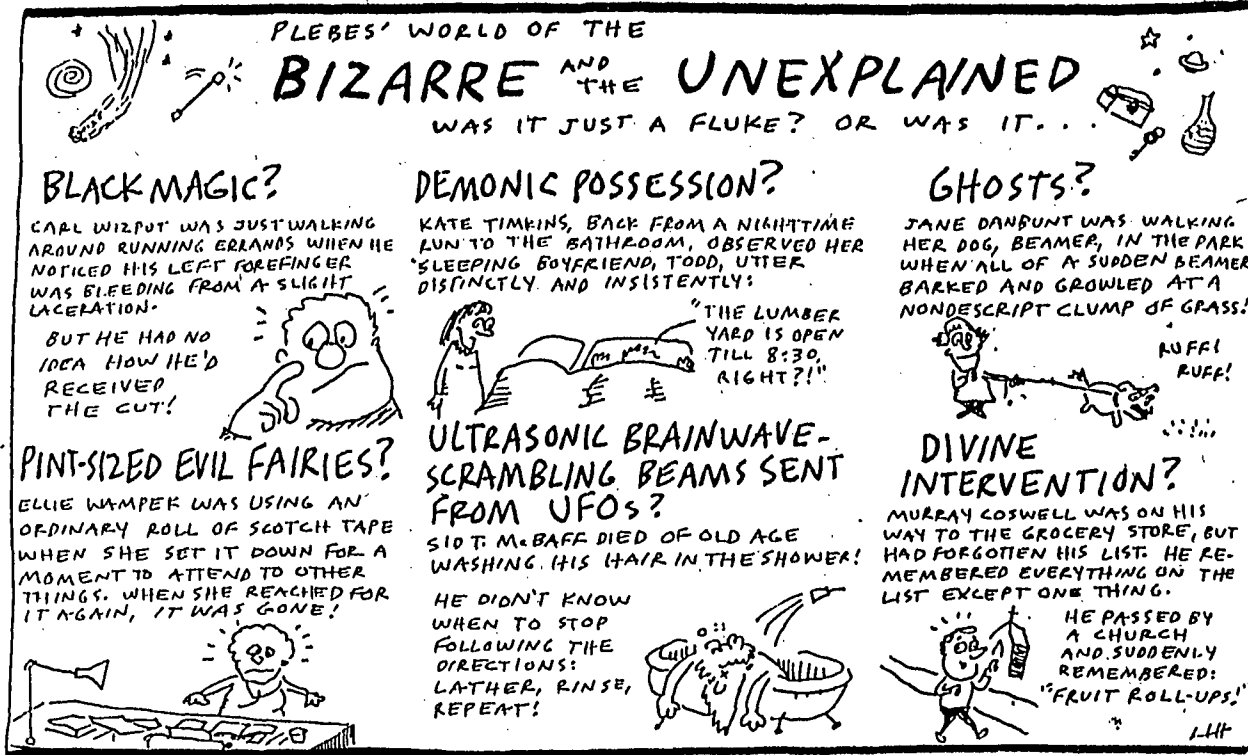 PLEBES' WORLD OF THE
BIZARRE AND THE UNEXPLAINED
WAS IT JUST A FLUKE? OR WAS IT...
BLACK MAGIC?
CARL WIZPUT WAS JUST WALKING
AROUND RUNNING ERRANDS WHEN HE
NOTICED HIS LEFT FOREFINGER
WAS BLEEDING FROM A SLIGHT
LACERATION.
BUT HE HAD NO
IDEA HOW HE'D
RECEIVED
THE CUT!
DEMONIC POSSESSION?
KATE TIMKINS, BACK FROM A NIGHTTIME
RUN TO THE BATHROOM, OBSERVED HER
SLEEPING BOYFRIEND, TODD, UTTER
DISTINCTLY AND INSISTENTLY:
"THE LUMBER
YARD IS OPEN
TILL 8:30,
RIGHT?!"
GHOSTS?
JANE DANBUNT WAS WALKING
HER DOG, BEAMER, IN THE PARK
WHEN ALL OF A SUDDEN BEAMER
BARKED AND GROWLED AT A
NONDESCRIPT CLUMP OF GRASS!
RUFF!
RUFF!
PINT-SIZED EVIL FAIRIES?
ELLIE WAMPEK WAS USING AN
ORDINARY ROLL OF SCOTCH TAPE
WHEN SHE SET IT DOWN FOR A
MOMENT TO ATTEND TO OTHER
THINGS. WHEN SHE REACHED FOR
IT AGAIN, IT WAS GONE!
ULTRASONIC BRAINWAVE-
SCRAMBLING BEAMS SENT
FROM UFOs?
SID T. McBAFF DIED OF OLD AGE
WASHING HIS HAIR IN THE SHOWER!
HE DIDN'T KNOW
WHEN TO STOP
FOLLOWING THE
DIRECTIONS:
LATHER, RINSE,
REPEAT!
DIVINE
INTERVENTION?
MURRAY COSWELL WAS ON HIS
WAY TO THE GROCERY STORE, BUT
HAD FORGOTTEN HIS LIST. HE RE-
MEMBERED EVERYTHING ON THE
LIST EXCEPT ONE THING.
HE PASSED BY
A CHURCH
AND SUDDENLY
REMEMBERED:
"FRUIT ROLL-UPS!"
LHH